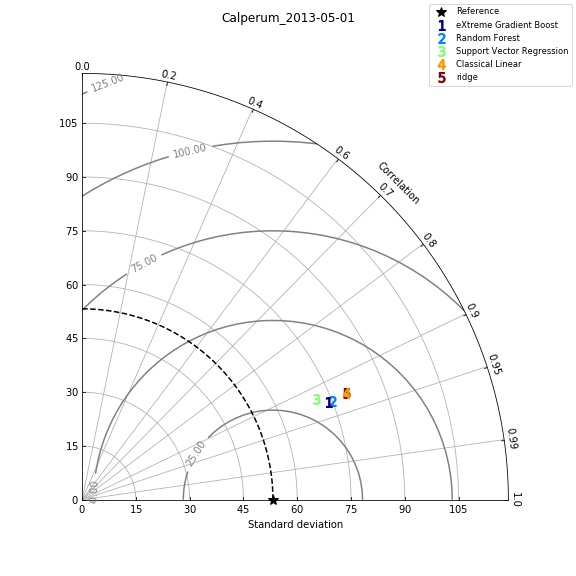 Calperum_2013-05-01
Reference
1 eXtreme Gradient Boost
2 Random Forest
3 Support Vector Regression
4 Classical Linear
5 ridge
0.0
0.2
0.4
0.6
0.7
0.8
0.9
0.95
0.99
1.0
Correlation
125.00
100.00
75.00
25.00
105
90
75
60
45
30
15
0
3
1
2
4
0 15 30 45 60 75 90 105
Standard deviation